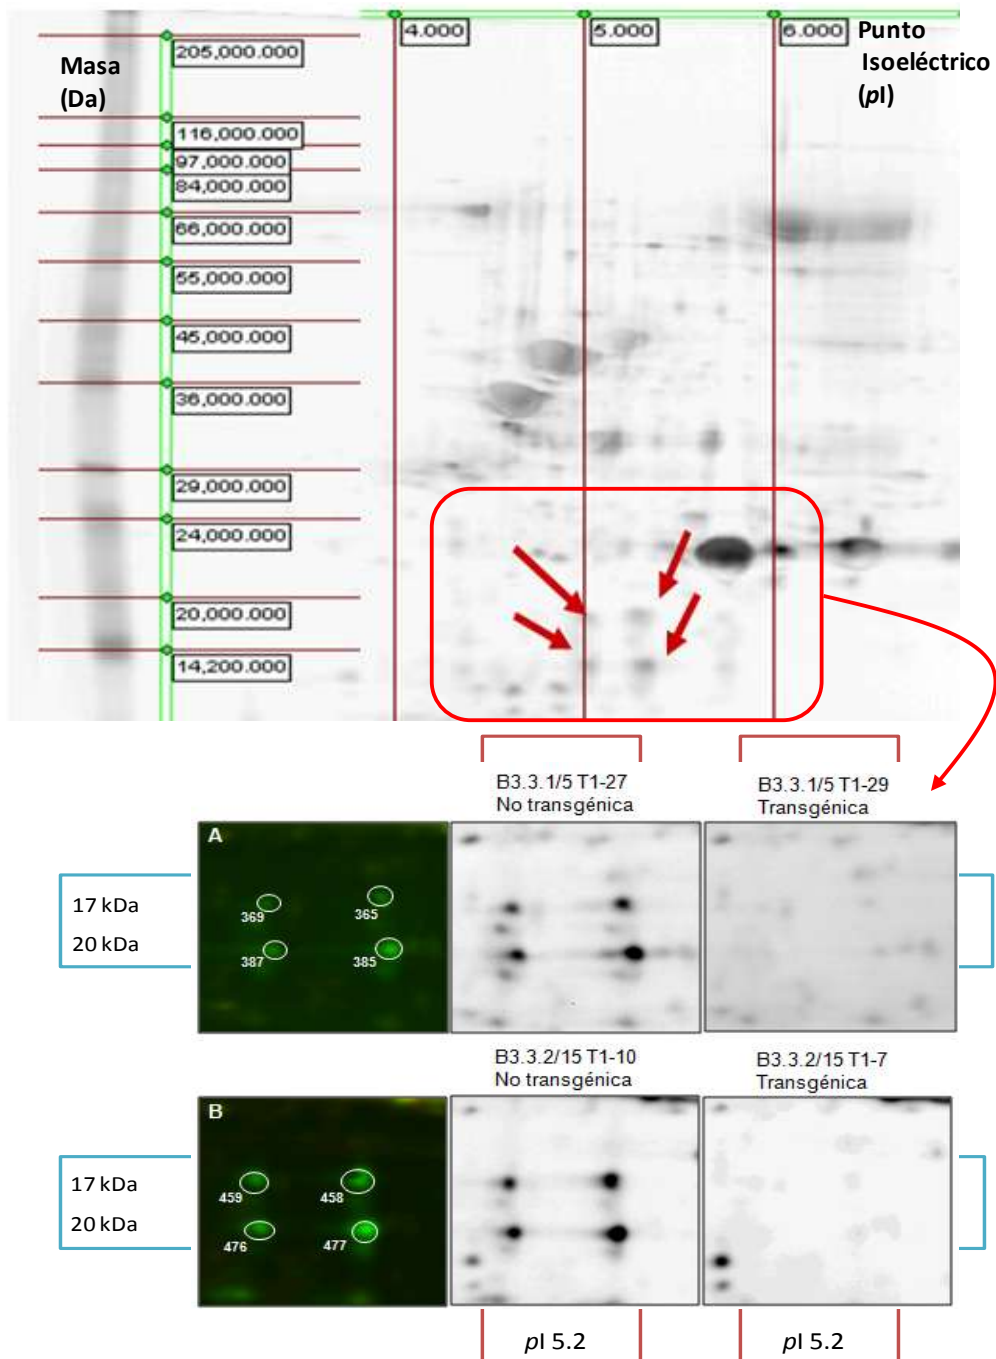 4.000
5.000
6.000
Punto
Isoeléctrico
(pI)
Masa
(Da)
205,000.000
116,000.000
97,000.000
84,000.000
66,000.000
55,000.000
45,000.000
36,000.000
29,000.000
24,000.000
20,000.000
14,200.000
B3.3.1/5 T1-27
No transgénica
B3.3.1/5 T1-29
Transgénica
A
17 kDa
20 kDa
369
365
387
385
B3.3.2/15 T1-10
No transgénica
B3.3.2/15 T1-7
Transgénica
B
17 kDa
20 kDa
459
458
476
477
pI 5.2
pI 5.2